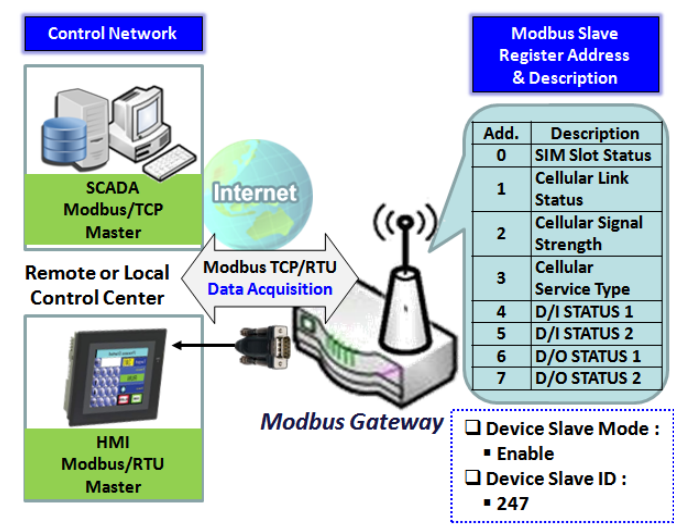 Control Network
SCADA
Modbus/TCP
Master
Remote or Local
Control Center
HMI
Modbus/RTU
Master
Internet
Modbus TCP/RTU
Data Acquisition
Modbus Gateway
Modbus Slave
Register Address
& Description
Add. Description
0 SIM Slot Status
1 Cellular Link
Status
2 Cellular Signal
Strength
3 Cellular
Service Type
4 D/I STATUS 1
5 D/I STATUS 2
6 D/O STATUS 1
7 D/O STATUS 2
❑ Device Slave Mode :
▪ Enable
❑ Device Slave ID :
▪ 247